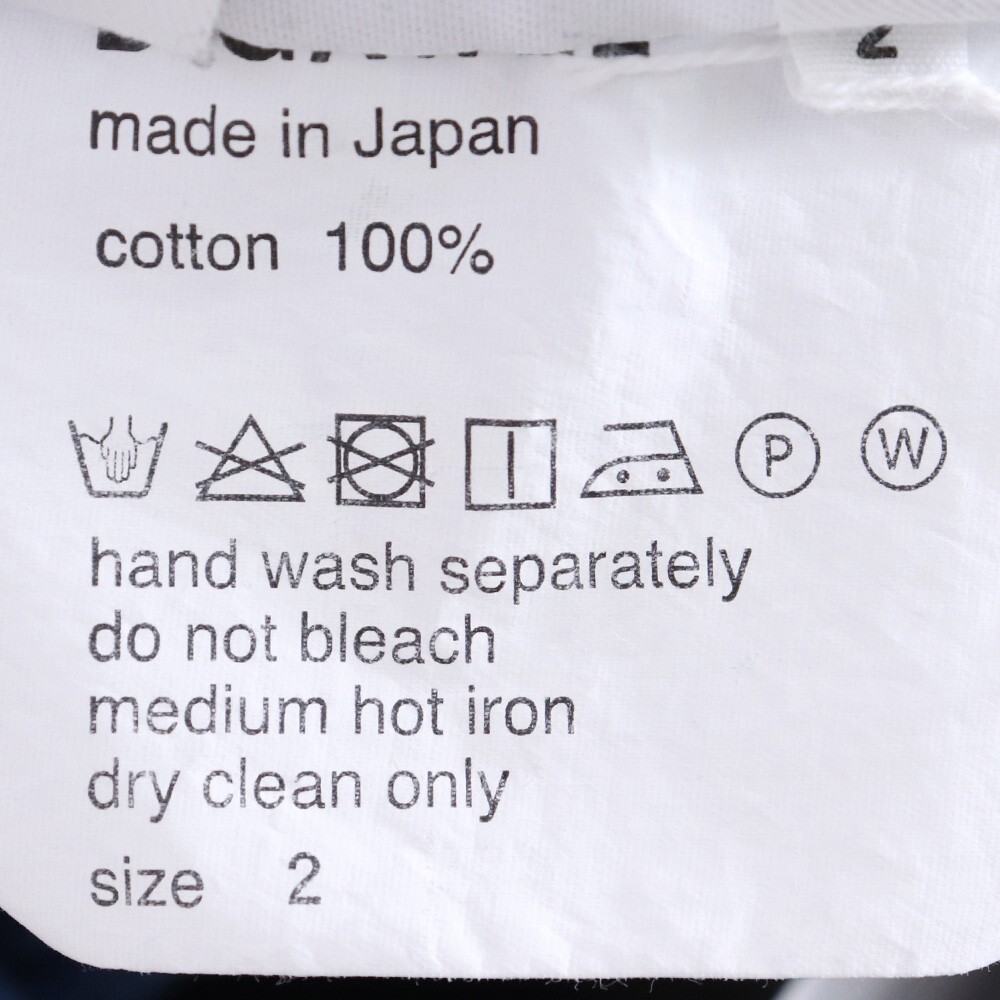 2
made in Japan
cotton 100%
P W
hand wash separately
do not bleach
medium hot iron
dry clean only
size 2